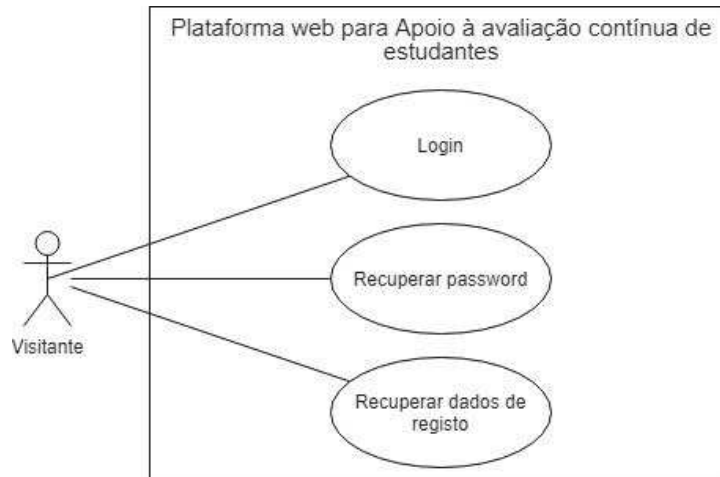 Plataforma web para Apoio à avaliação contínua de
estudantes
Login
Recuperar password
Visitante
Recuperar dados de
registo